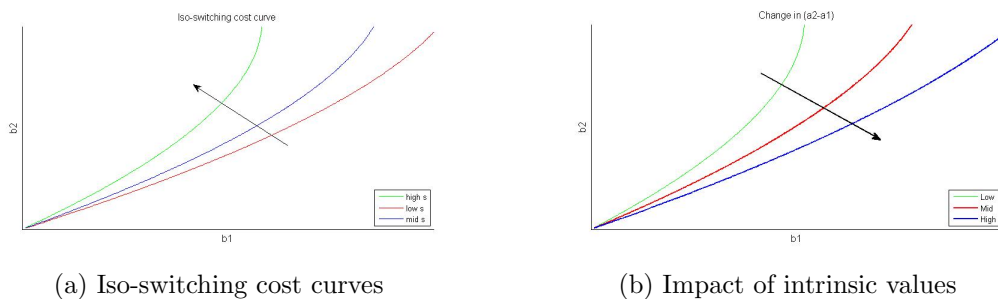 Iso-switching cost curve
b2
high s
low s
mid s
b1
(a) Iso-switching cost curves
Change in (a2-a1)
b2
Low
Mid
High
b1
(b) Impact of intrinsic values